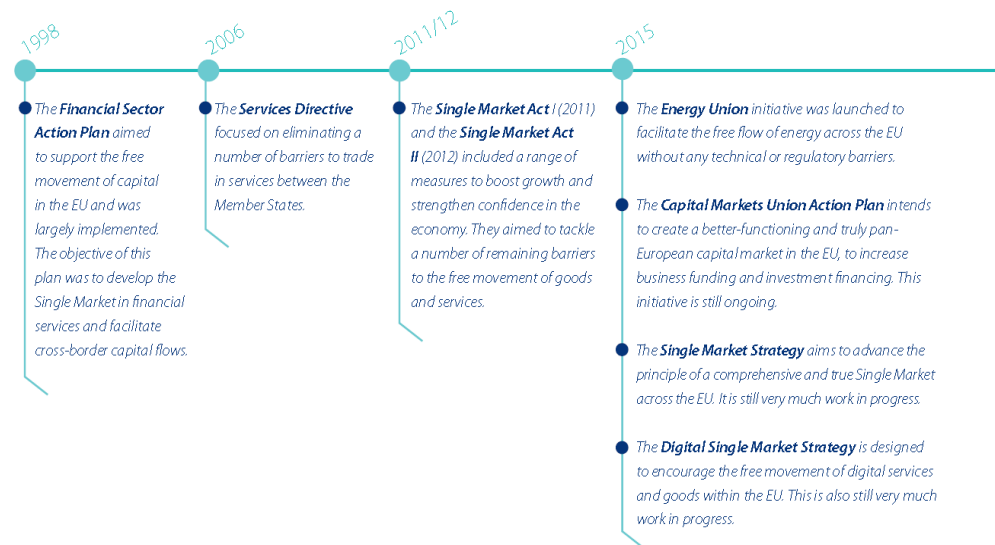 1998
The Financial Sector
Action Plan aimed
to support the free
movement of capital
in the EU and was
largely implemented.
The objective of this
plan was to develop the
Single Market in financial
services and facilitate
cross-border capital flows.
2006
The Services Directive
focused on eliminating a
number of barriers to trade
in services between the
Member States.
2011/12
The Single Market Act I (2011)
and the Single Market Act
II (2012) included a range of
measures to boost growth and
strengthen confidence in the
economy. They aimed to tackle
a number of remaining barriers
to the free movement of goods
and services.
2015
The Energy Union initiative was launched to
facilitate the free flow of energy across the EU
without any technical or regulatory barriers.
The Capital Markets Union Action Plan intends
to create a better-functioning and truly pan-
European capital market in the EU, to increase
business funding and investment financing. This
initiative is still ongoing.
The Single Market Strategy aims to advance the
principle of a comprehensive and true Single Market
across the EU. It is still very much work in progress.
The Digital Single Market Strategy is designed
to encourage the free movement of digital services
and goods within the EU. This is also still very much
work in progress.